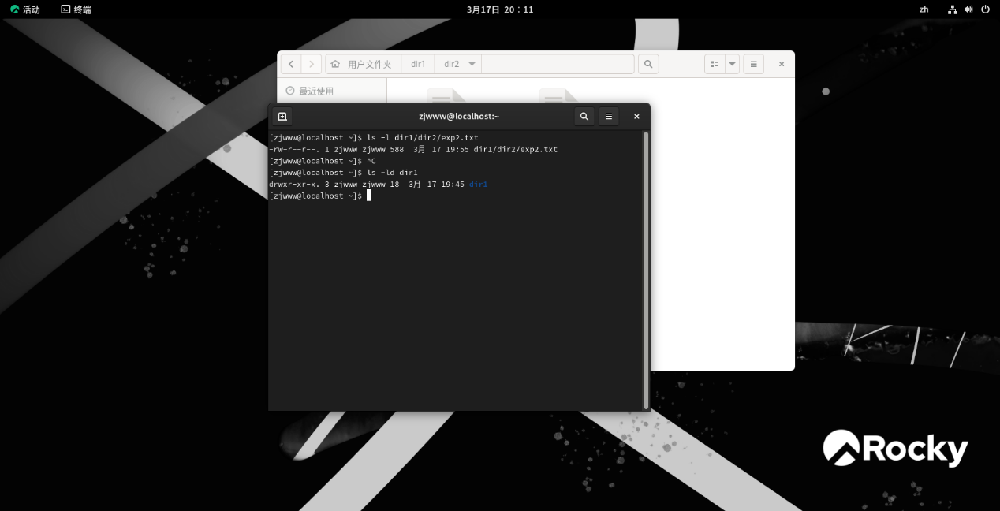 活动 终端 3月17日 20：11 zh
用户文件夹 dir1 dir2
最近使用
zjwww@localhost:~
[zjwww@localhost ~]$ ls -l dir1/dir2/exp2.txt
-rw-r--r--. 1 zjwww zjwww 588  3月 17 19:55 dir1/dir2/exp2.txt
[zjwww@localhost ~]$ ^C
[zjwww@localhost ~]$ ls -ld dir1
drwxr-xr-x. 3 zjwww zjwww 18  3月 17 19:45 dir1
[zjwww@localhost ~]$
Rocky